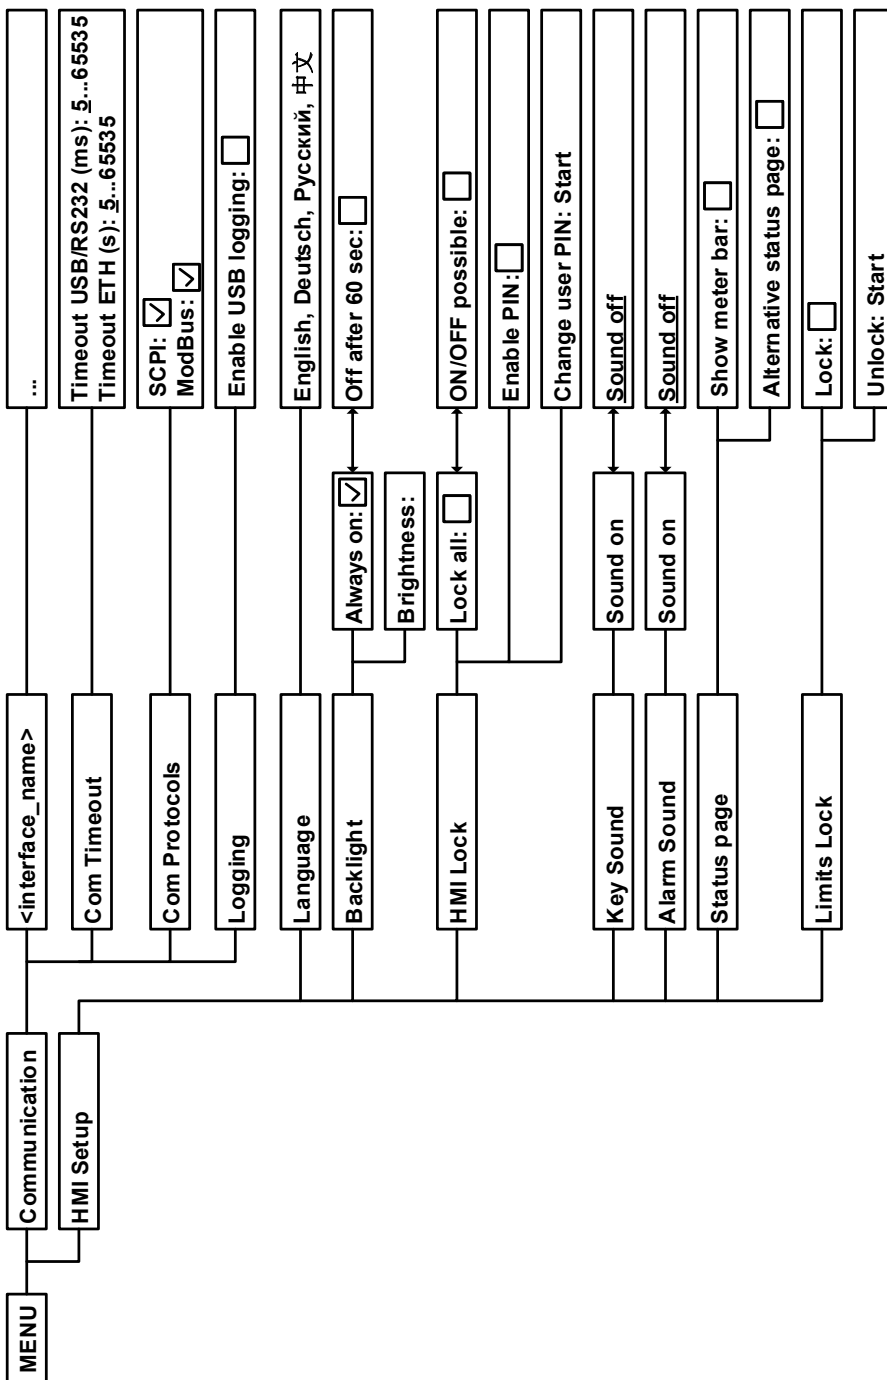 MENU
Communication
<interface_name>
...
Com Timeout
Timeout USB/RS232 (ms): 5...65535
Timeout ETH (s): 5...65535
Com Protocols
SCPI:
ModBus:
Logging
Enable USB logging:
HMI Setup
Language
English, Deutsch, Русский, 中文
Backlight
Always on:
Off after 60 sec:
Brightness:
HMI Lock
Lock all:
ON/OFF possible:
Enable PIN:
Change user PIN: Start
Key Sound
Sound on
Sound off
Alarm Sound
Sound on
Sound off
Status page
Show meter bar:
Alternative status page:
Limits Lock
Lock:
Unlock: Start